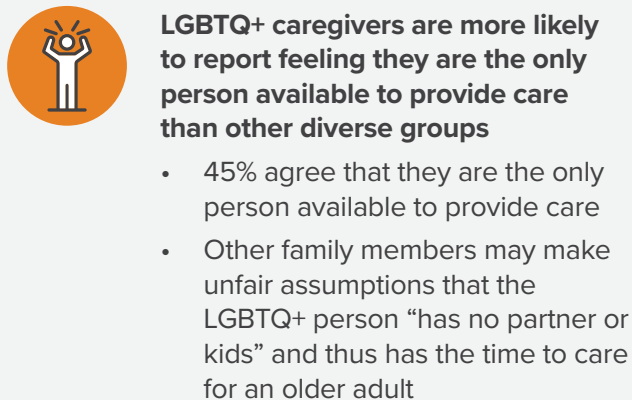 LGBTQ+ caregivers are more likely
to report feeling they are the only
person available to provide care
than other diverse groups
• 45% agree that they are the only
person available to provide care
• Other family members may make
unfair assumptions that the
LGBTQ+ person “has no partner or
kids” and thus has the time to care
for an older adult